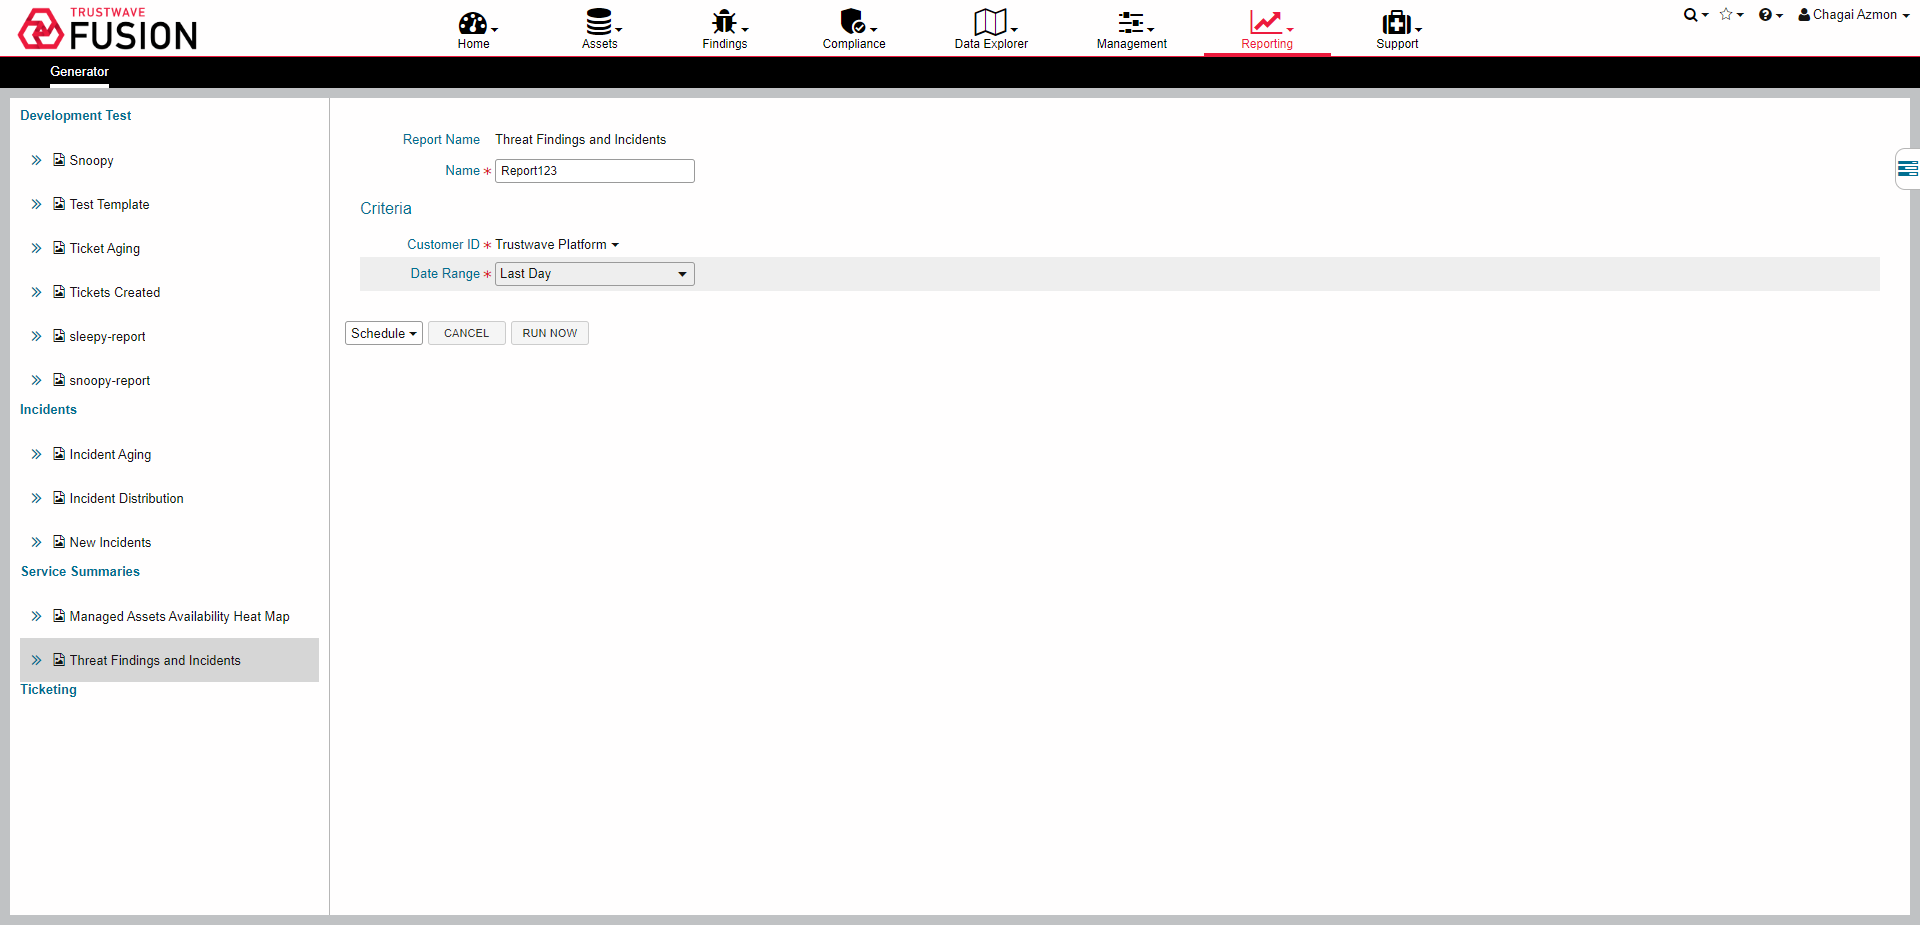 TRUSTWAVE
FUSION
Home
Assets
Findings
Compliance
Data Explorer
Management
Reporting
Support
Chagai Azmon
Generator
Development Test
Snoopy
Test Template
Ticket Aging
Tickets Created
sleepy-report
snoopy-report
Incidents
Incident Aging
Incident Distribution
New Incidents
Service Summaries
Managed Assets Availability Heat Map
Threat Findings and Incidents
Ticketing
Report Name Threat Findings and Incidents
Name * Report123
Criteria
Customer ID * Trustwave Platform
Date Range * Last Day
Schedule CANCEL RUN NOW